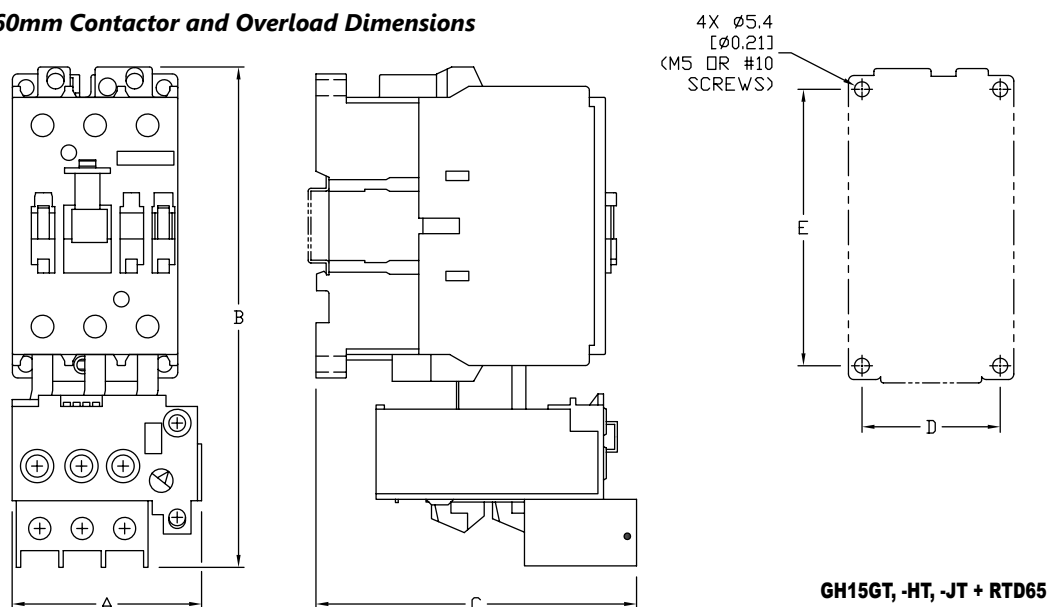 60mm Contactor and Overload Dimensions
4X ø5.4
[ø0.21]
(M5 OR #10
SCREWS)
B
E
D
A
C
GH15GT, -HT, -JT + RTD65